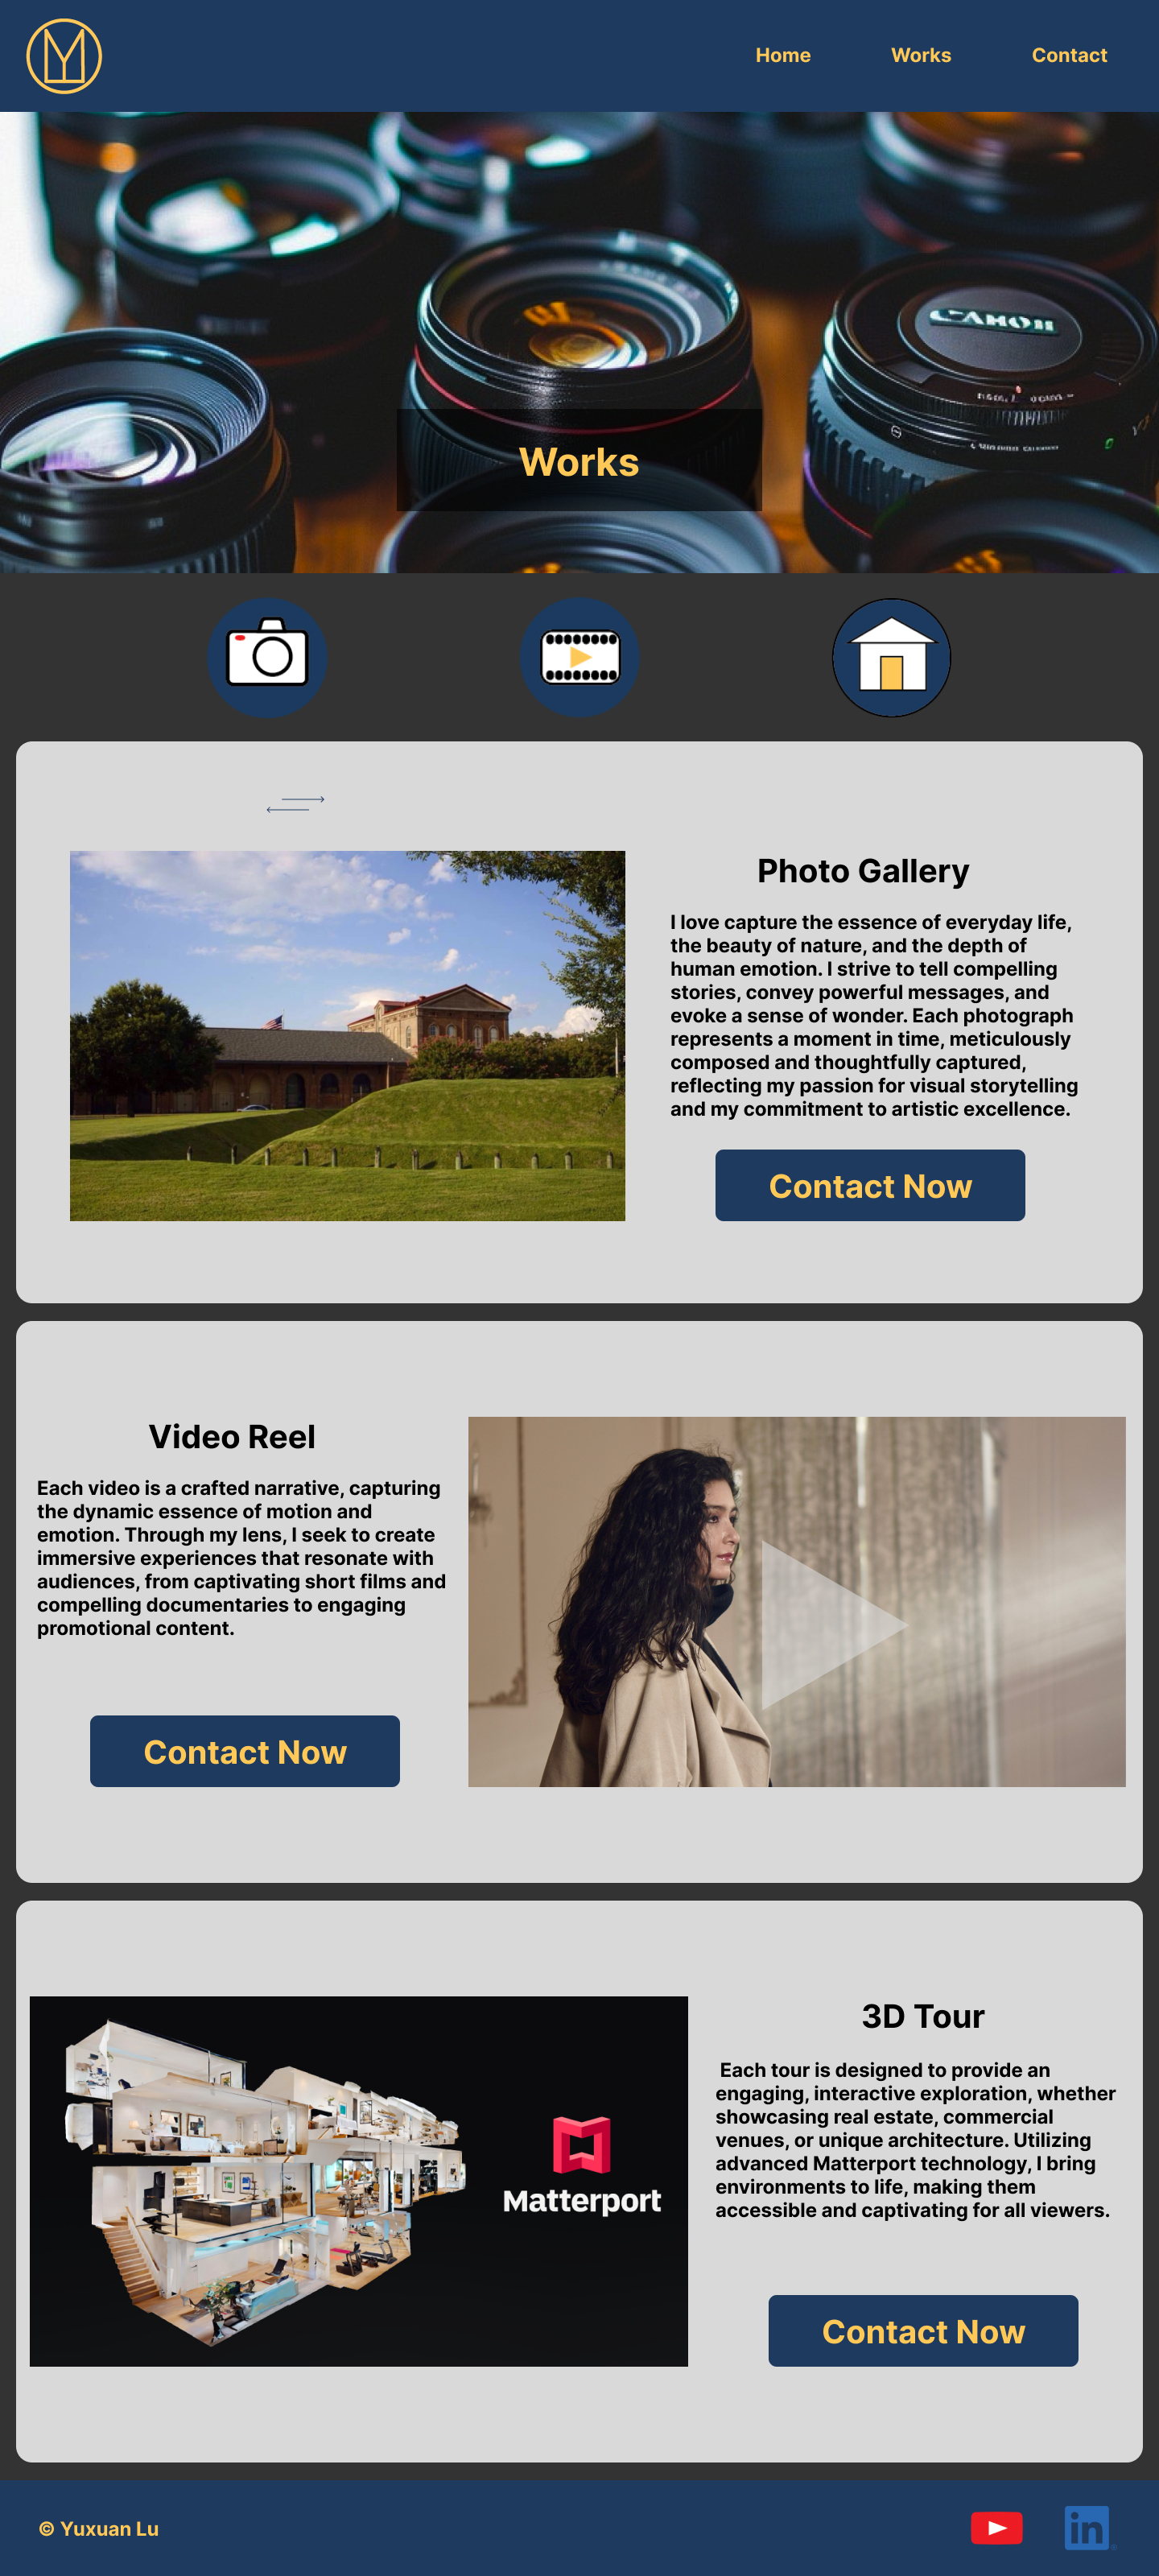 Home
Works
Contact
CANON
Works
Photo Gallery
I love capture the essence of everyday life,
the beauty of nature, and the depth of
human emotion. I strive to tell compelling
stories, convey powerful messages, and
evoke a sense of wonder. Each photograph
represents a moment in time, meticulously
composed and thoughtfully captured,
reflecting my passion for visual storytelling
and my commitment to artistic excellence.
Contact Now
Video Reel
Each video is a crafted narrative, capturing
the dynamic essence of motion and
emotion. Through my lens, I seek to create
immersive experiences that resonate with
audiences, from captivating short films and
compelling documentaries to engaging
promotional content.
Contact Now
Matterport
3D Tour
Each tour is designed to provide an
engaging, interactive exploration, whether
showcasing real estate, commercial
venues, or unique architecture. Utilizing
advanced Matterport technology, I bring
environments to life, making them
accessible and captivating for all viewers.
Contact Now
© Yuxuan Lu
in